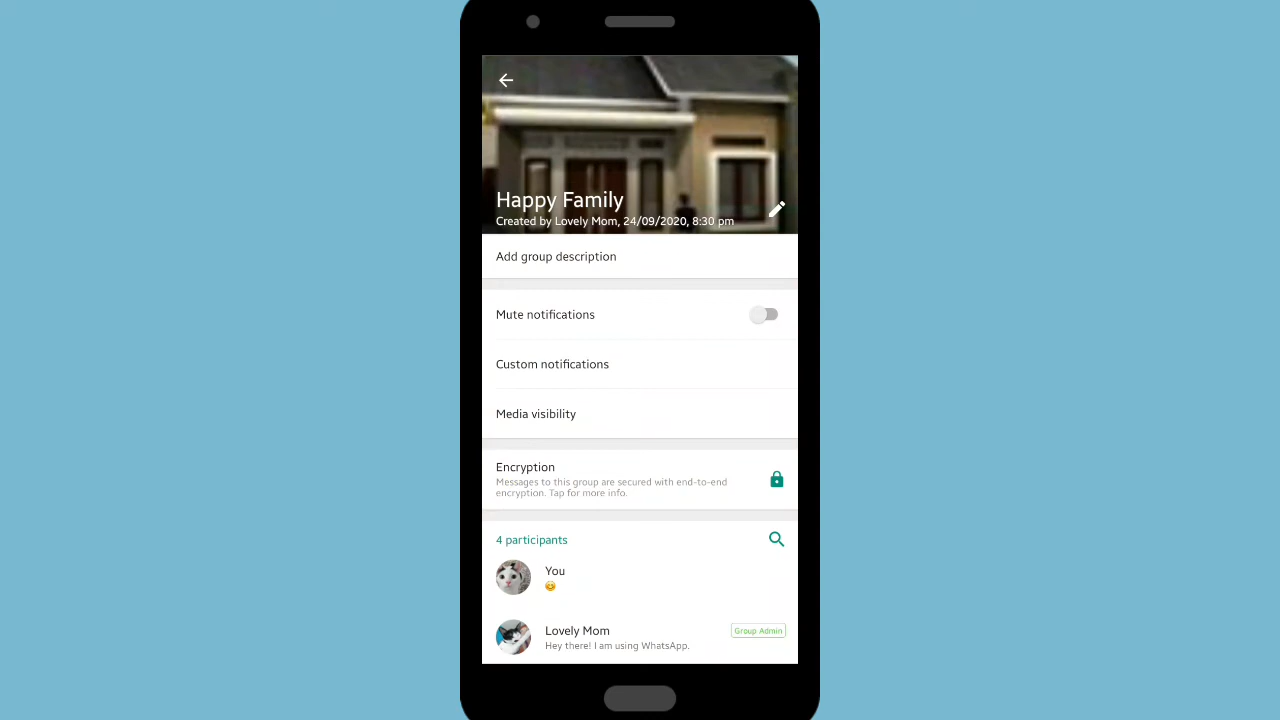 Happy Family
Created by Lovely Mom, 24/09/2020, 8:30 pm
Add group description
Mute notifications
Custom notifications
Media visibility
Encryption
Messages to this group are secured with end-to-end
encryption. Tap for more info.
4 participants
You
😊
Lovely Mom
Group Admin
Hey there! I am using WhatsApp.